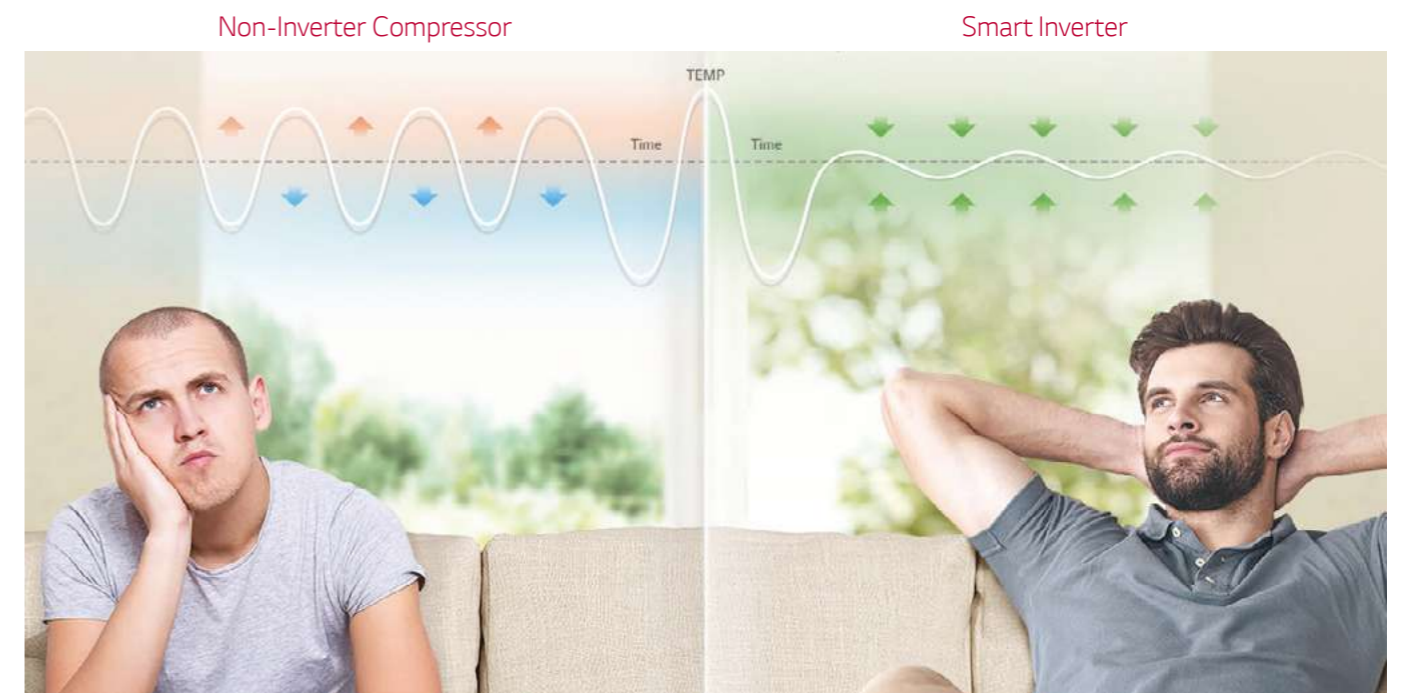 Non-Inverter Compressor
Smart Inverter
TEMP
Time
Time